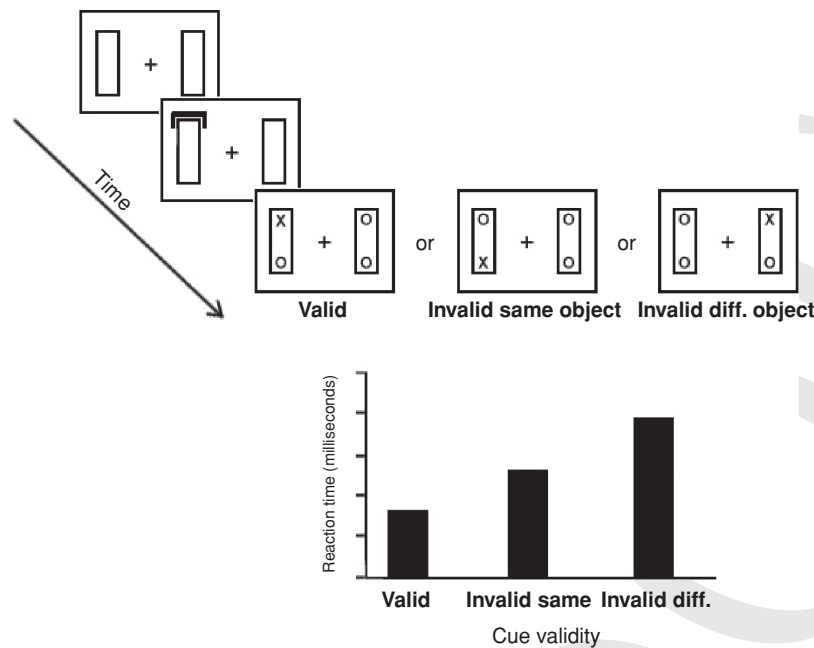 +
+
Time
X O
+
O O
or
O O
+
X O
or
O X
+
O O
Valid
Invalid same object
Invalid diff. object
Reaction time (milliseconds)
Valid
Invalid same
Invalid diff.
Cue validity